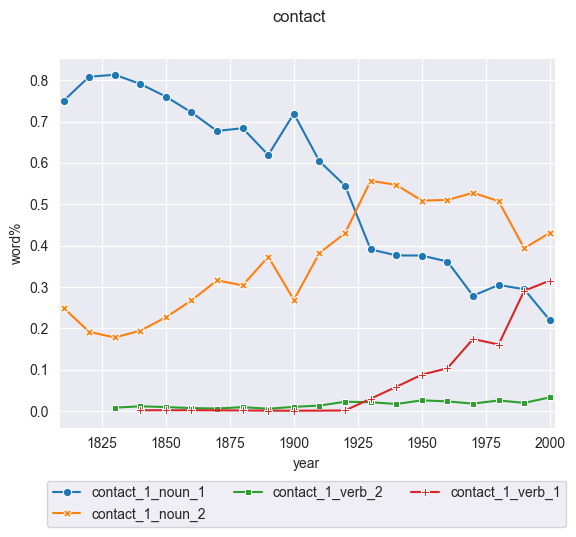 contact
0.8
0.7
0.6
0.5
0.4
0.3
0.2
0.1
0.0
word%
1825 1850 1875 1900 1925 1950 1975 2000
year
contact_1_noun_1 contact_1_verb_2 contact_1_verb_1
contact_1_noun_2